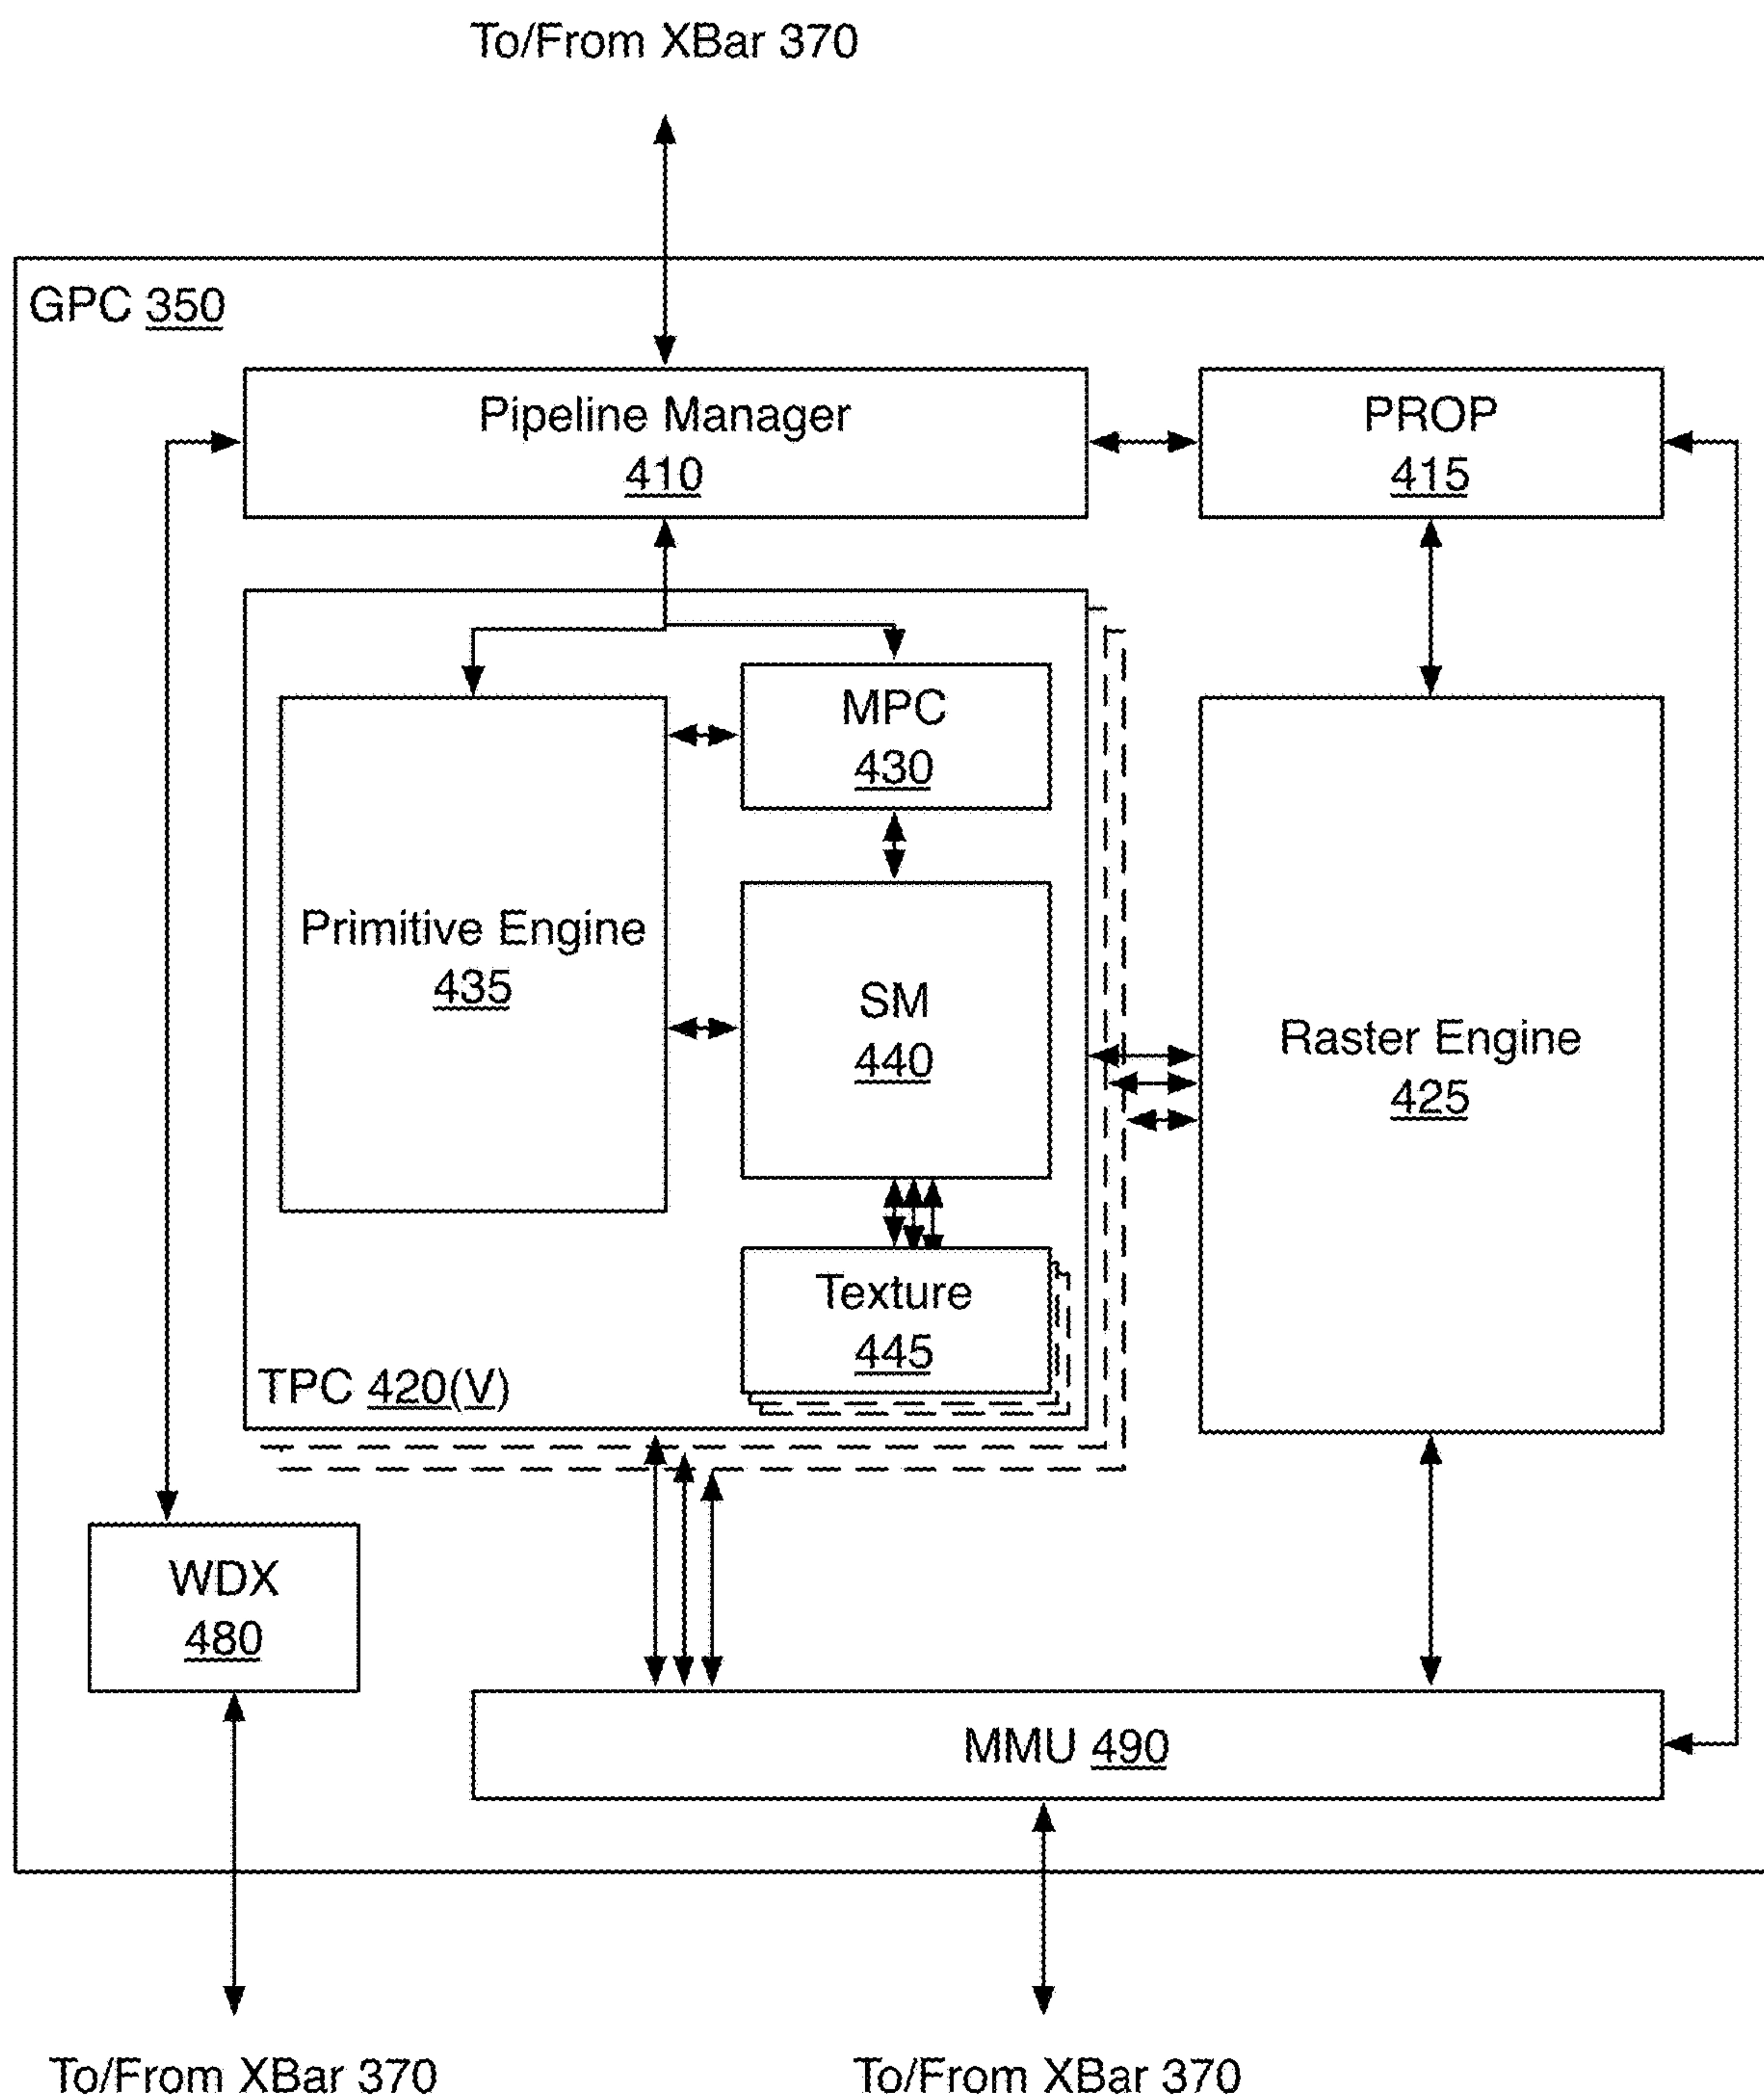 To/From XBar 370
GPC 350
Pipeline Manager
410
PROP
415
MPC
430
Primitive Engine
435
SM
440
Raster Engine
425
Texture
445
TPC 420(V)
WDX
480
MMU 490
To/From XBar 370
To/From XBar 370